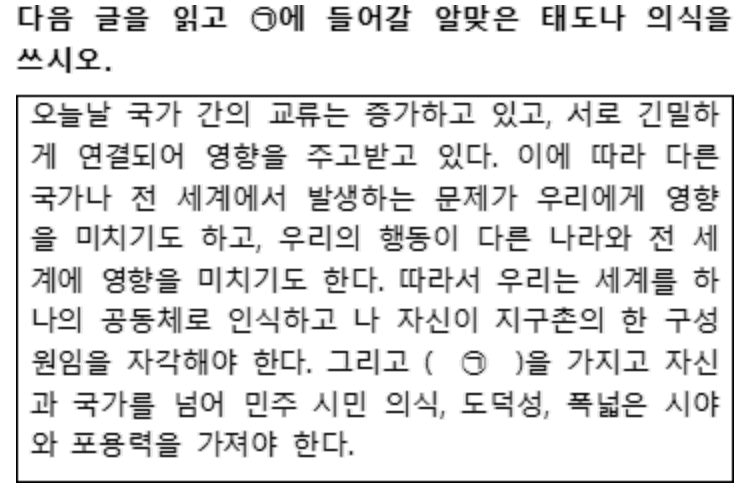 다음 글을 읽고 ㉠에 들어갈 알맞은 태도나 의식을
쓰시오.
오늘날 국가 간의 교류는 증가하고 있고, 서로 긴밀하
게 연결되어 영향을 주고받고 있다. 이에 따라 다른
국가나 전 세계에서 발생하는 문제가 우리에게 영향
을 미치기도 하고, 우리의 행동이 다른 나라와 전 세
계에 영향을 미치기도 한다. 따라서 우리는 세계를 하
나의 공동체로 인식하고 나 자신이 지구촌의 한 구성
원임을 자각해야 한다. 그리고 ( ㉠ )을 가지고 자신
과 국가를 넘어 민주 시민 의식, 도덕성, 폭넓은 시야
와 포용력을 가져야 한다.